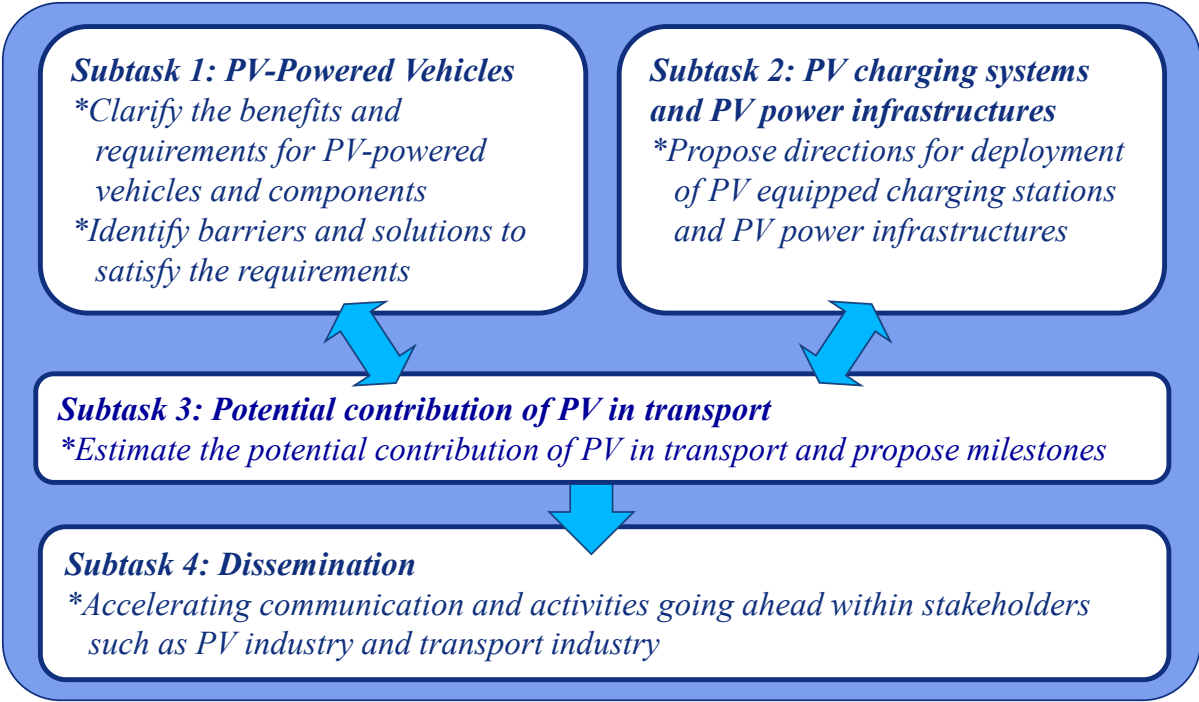 Subtask 1: PV-Powered Vehicles
*Clarify the benefits and
requirements for PV-powered
vehicles and components
*Identify barriers and solutions to
satisfy the requirements
Subtask 2: PV charging systems
and PV power infrastructures
*Propose directions for deployment
of PV equipped charging stations
and PV power infrastructures
Subtask 3: Potential contribution of PV in transport
*Estimate the potential contribution of PV in transport and propose milestones
Subtask 4: Dissemination
*Accelerating communication and activities going ahead within stakeholders
such as PV industry and transport industry